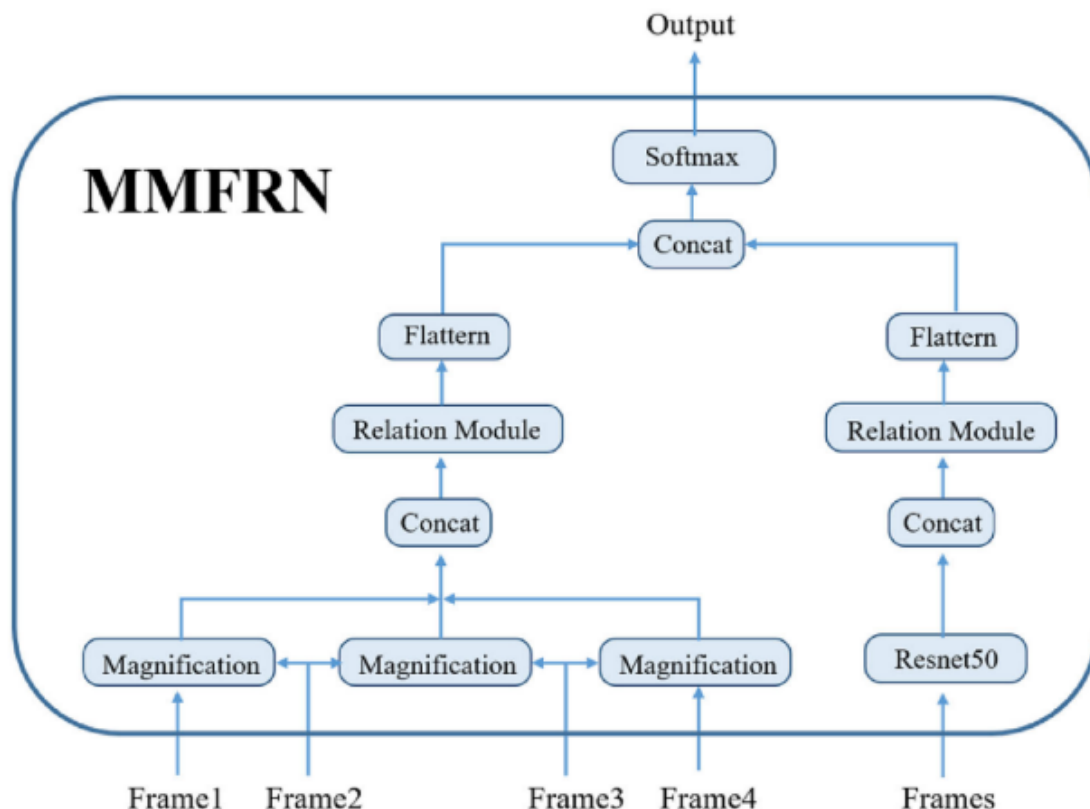 Output
Softmax
MMFRN
Concat
Flattern Flattern
Relation Module Relation Module
Concat Concat
Magnification Magnification Magnification Resnet50
Frame1 Frame2 Frame3 Frame4 Frames